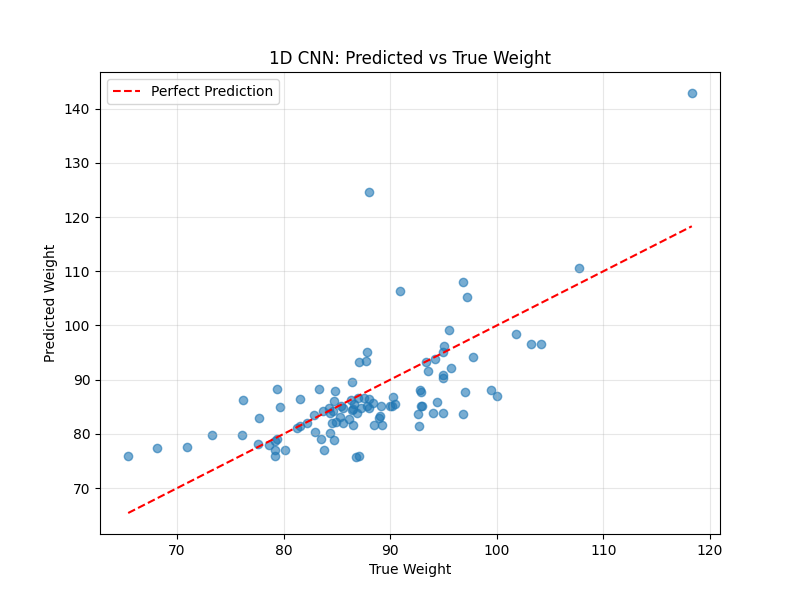 1D CNN: Predicted vs True Weight
Perfect Prediction
Predicted Weight
140
130
120
110
100
90
80
70
70 80 90 100 110 120
True Weight